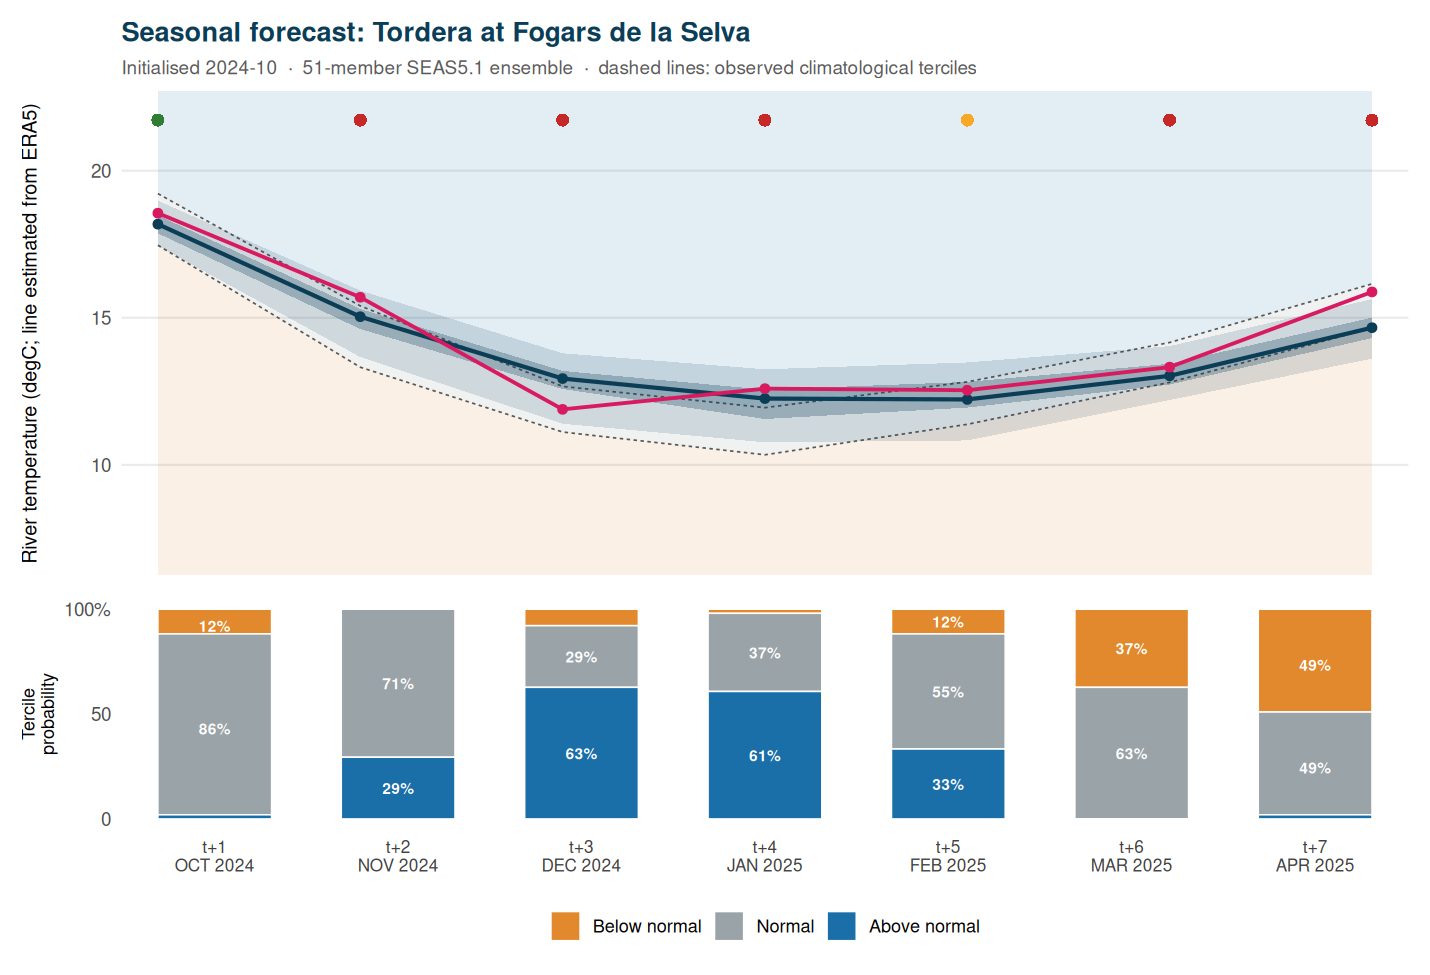 Seasonal forecast: Tordera at Fogars de la Selva
Initialised 2024-10 · 51-member SEAS5.1 ensemble · dashed lines: observed climatological terciles
River temperature (degC; line estimated from ERA5)
20
15
10
Tercile
probability
100%
50
0
12%
86%
71%
29%
29%
63%
37%
61%
12%
55%
33%
37%
63%
49%
49%
t+1
OCT 2024
t+2
NOV 2024
t+3
DEC 2024
t+4
JAN 2025
t+5
FEB 2025
t+6
MAR 2025
t+7
APR 2025
Below normal
Normal
Above normal